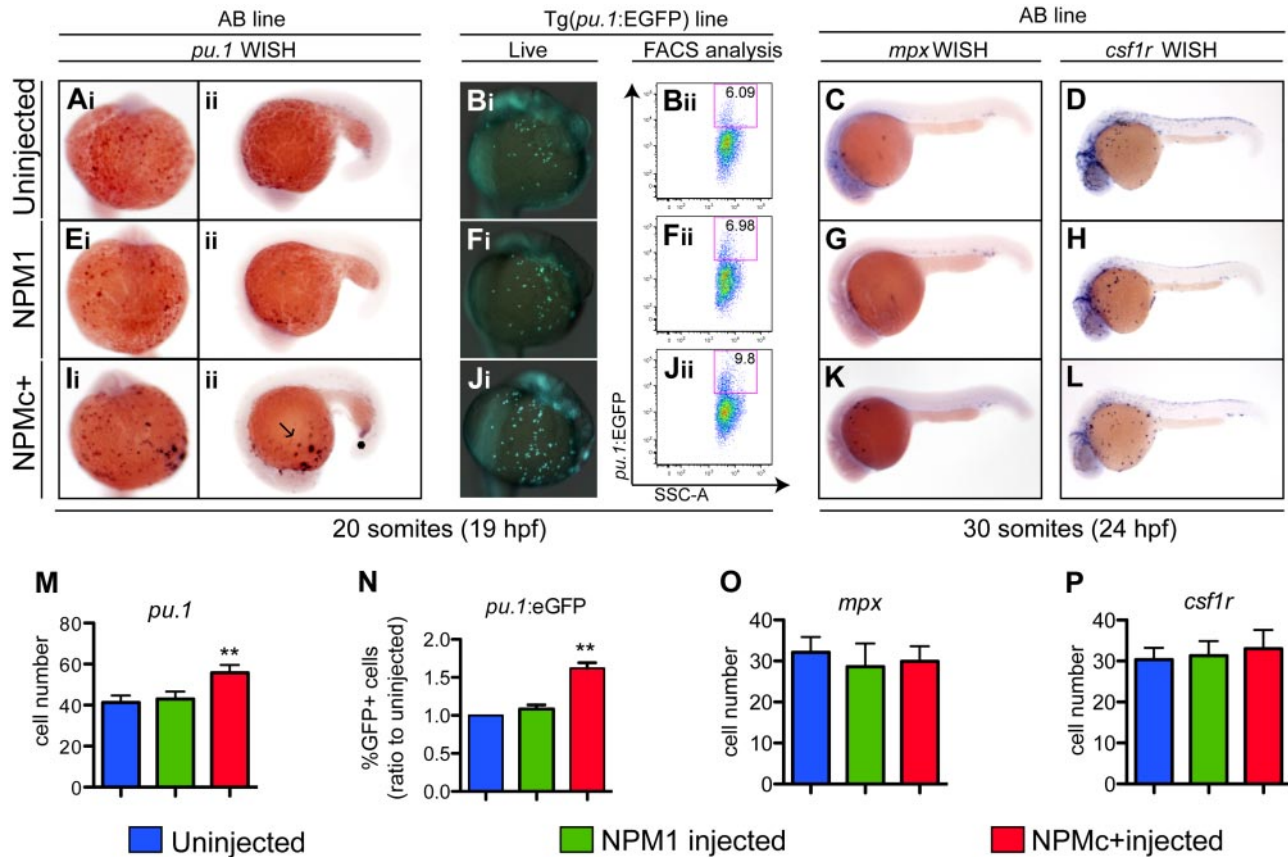 AB line
Tg(pu.1:EGFP) line
AB line
pu.1 WISH
Live
FACS analysis
mpx WISH
csf1r WISH
Uninjected
Ai
ii
Bi
Bii
6.09
C
D
NPM1
Ei
ii
Fi
Fii
6.98
G
H
NPMc+
Ii
ii
Ji
Jii
9.8
K
L
pu.1:EGFP
SSC-A
20 somites (19 hpf)
30 somites (24 hpf)
M
pu.1
cell number
80
60
40
20
0
**
N
pu.1:eGFP
%GFP+ cells
(ratio to uninjected)
2.0
1.5
1.0
0.5
0.0
**
O
mpx
cell number
40
30
20
10
0
P
csf1r
cell number
40
30
20
10
0
Uninjected
NPM1 injected
NPMc+injected